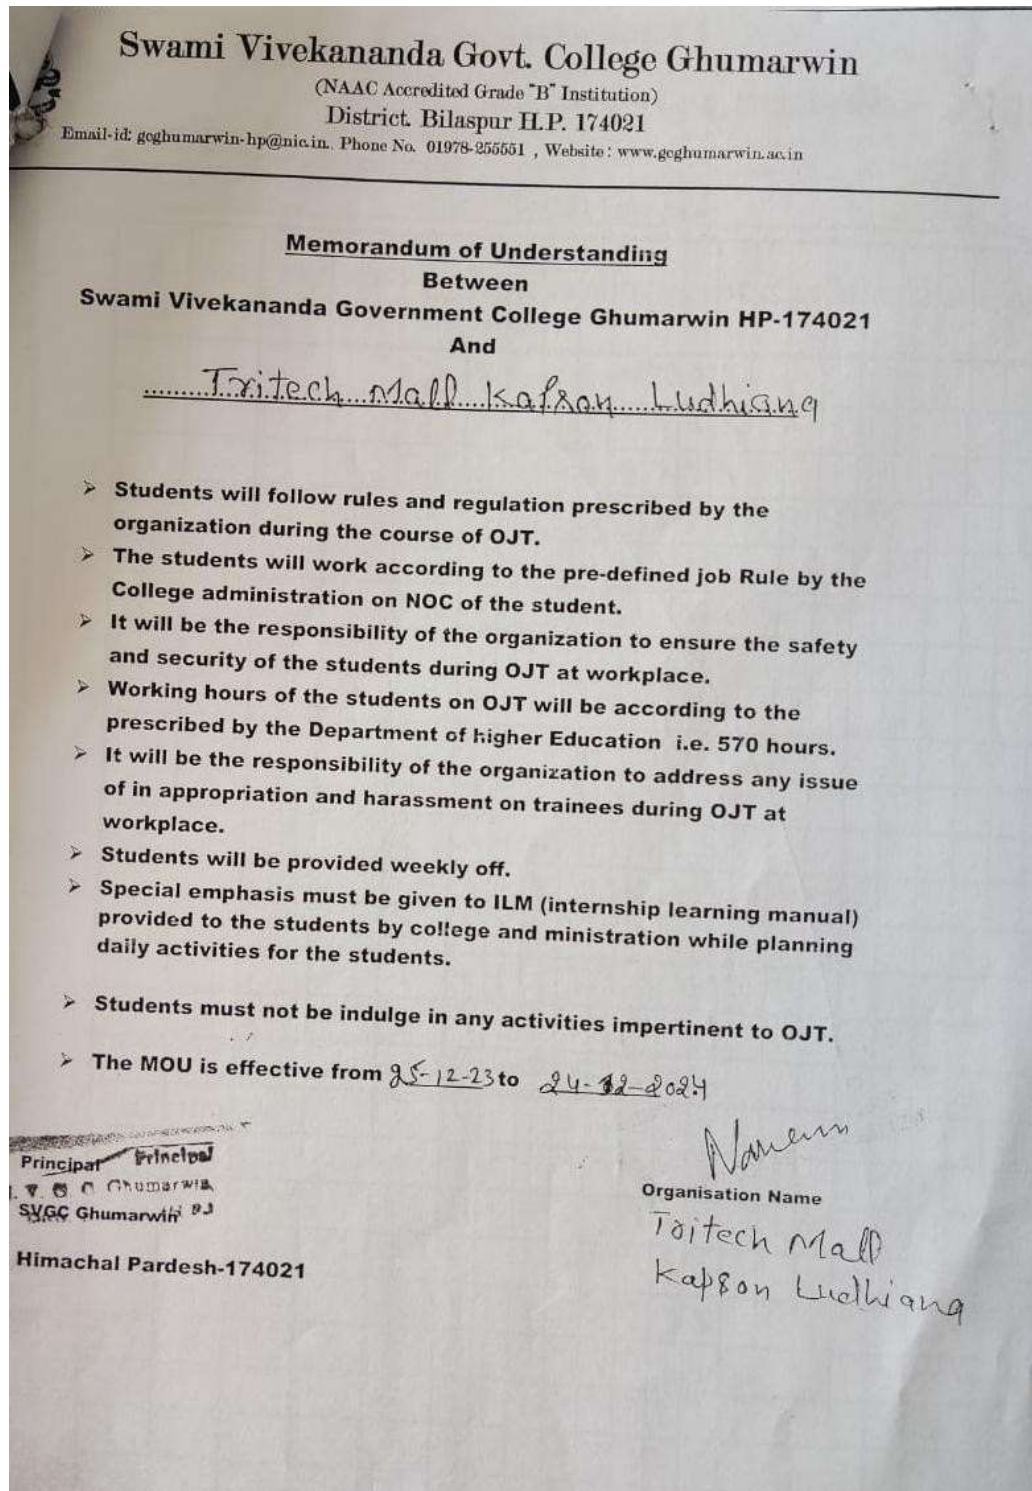 Swami Vivekananda Govt. College Ghumarwin
(NAAC Accredited Grade "B" Institution)
District. Bilaspur H.P. 174021
Email-id: gcghumarwin-hp@nic.in. Phone No. 01978-255551 , Website : www.gcghumarwin.ac.in
Memorandum of Understanding
Between
Swami Vivekananda Government College Ghumarwin HP-174021
And
Tritech Mall Kapson Ludhiana
➢ Students will follow rules and regulation prescribed by the
organization during the course of OJT.
➢ The students will work according to the pre-defined job Rule by the
College administration on NOC of the student.
➢ It will be the responsibility of the organization to ensure the safety
and security of the students during OJT at workplace.
➢ Working hours of the students on OJT will be according to the
prescribed by the Department of higher Education i.e. 570 hours.
➢ It will be the responsibility of the organization to address any issue
of in appropriation and harassment on trainees during OJT at
workplace.
➢ Students will be provided weekly off.
➢ Special emphasis must be given to ILM (internship learning manual)
provided to the students by college and ministration while planning
daily activities for the students.
➢ Students must not be indulge in any activities impertinent to OJT.
➢ The MOU is effective from 25-12-23 to 24-12-2024
Principal Principal
Ghumarwin
SVGC Ghumarwin
Himachal Pardesh-174021
Organisation Name
Tritech Mall
Kapson Ludhiana